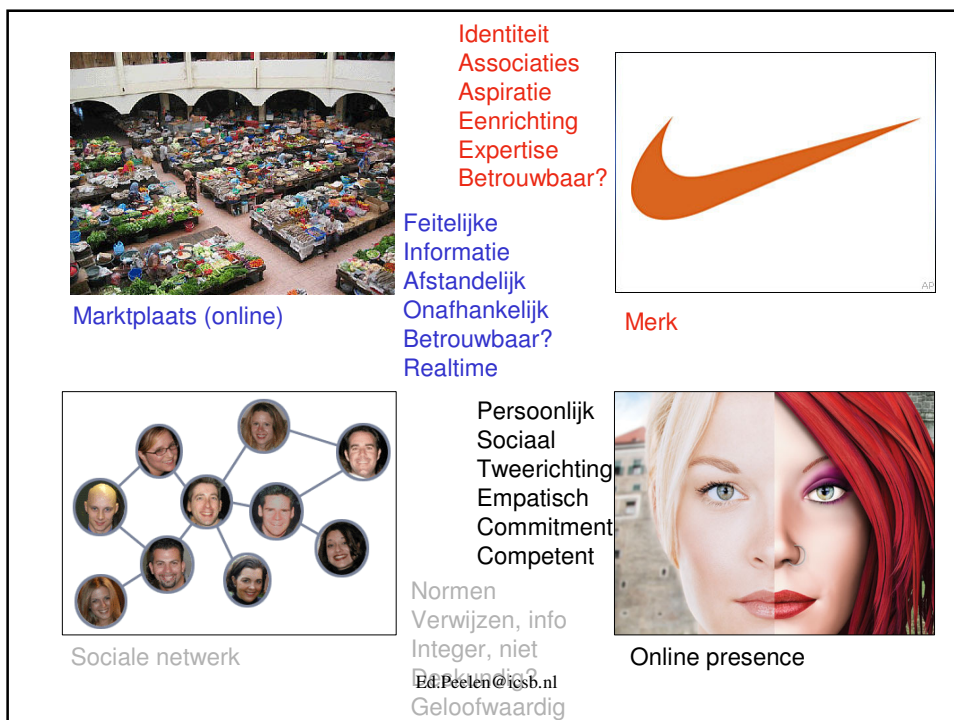 Identiteit
Associaties
Aspiratie
Eenrichting
Expertise
Betrouwbaar?
AP
Merk
Feitelijke
Informatie
Afstandelijk
Onafhankelijk
Betrouwbaar?
Realtime
Marktplaats (online)
Persoonlijk
Sociaal
Tweerichting
Empatisch
Commitment
Competent
Online presence
Normen
Verwijzen, info
Integer, niet
Deskundig?
Geloofwaardig
Sociale netwerk
Ed.Peelen@icsb.nl